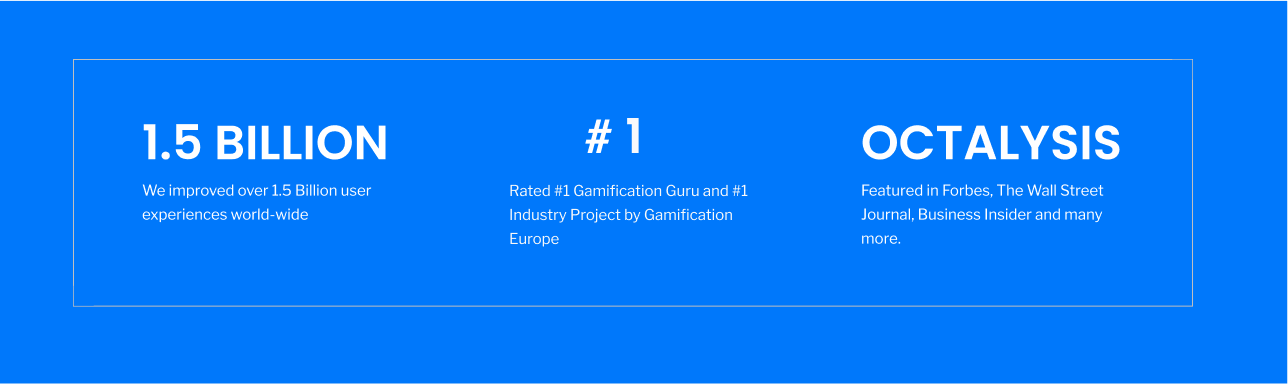 1.5 BILLION
We improved over 1.5 Billion user
experiences world-wide
# 1
Rated #1 Gamification Guru and #1
Industry Project by Gamification
Europe
OCTALYSIS
Featured in Forbes, The Wall Street
Journal, Business Insider and many
more.